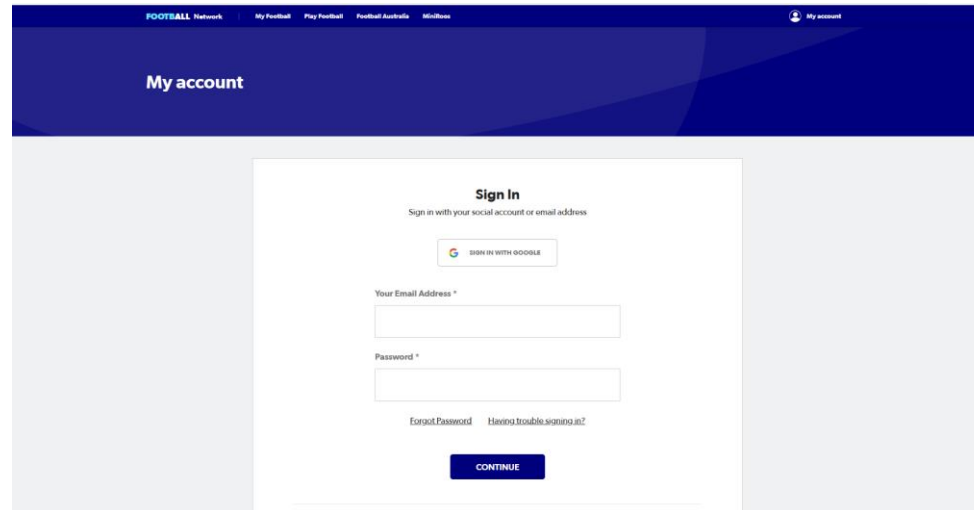 FOOTBALL Network My Football Play Football Football Australia MiniRoos My account
My account
Sign In
Sign in with your social account or email address
SIGN IN WITH GOOGLE
Your Email Address *
Password *
Forgot Password Having trouble signing in?
CONTINUE